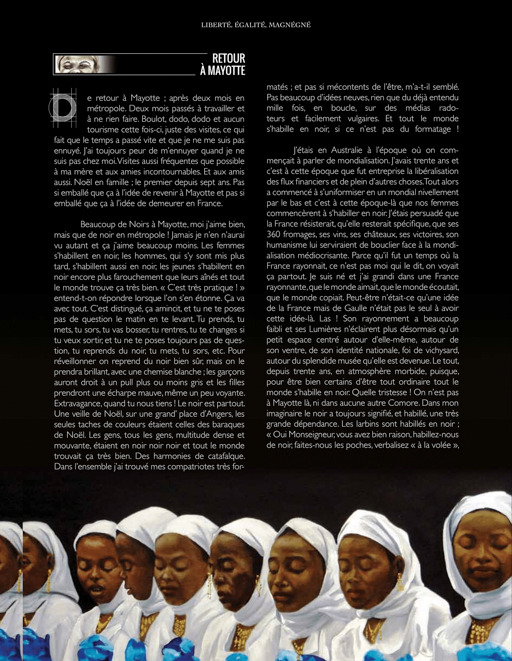 LIBERTÉ, ÉGALITÉ, MAGNÉGNÉ
RETOUR
À MAYOTTE
De retour à Mayotte ; après deux mois en
métropole. Deux mois passés à travailler et
à ne rien faire. Boulot, dodo, dodo et aucun
tourisme cette fois-ci, juste des visites, ce qui
fait que le temps a passé vite et que je ne me suis pas
ennuyé. J'ai toujours peur de m'ennuyer quand je ne
suis pas chez moi. Visites aussi fréquentes que possible
à ma mère et aux amies incontournables. Et aux amis
aussi. Noël en famille ; le premier depuis sept ans. Pas
si emballé que ça à l'idée de revenir à Mayotte et pas si
emballé que ça à l'idée de demeurer en France.
Beaucoup de Noirs à Mayotte, moi j'aime bien,
mais que de noir en métropole ! Jamais je n'en n'aurai
vu autant et ça j'aime beaucoup moins. Les femmes
s'habillent en noir, les hommes, qui s'y sont mis plus
tard, s'habillent aussi en noir, les jeunes s'habillent en
noir encore plus farouchement que leurs aînés et tout
le monde trouve ça très bien. « C'est très pratique ! »
entend-t-on répondre lorsque l'on s'en étonne. Ça va
avec tout. C'est distingué, ça amincit, et tu ne te poses
pas de question le matin en te levant. Tu prends, tu
mets, tu sors, tu vas bosser, tu rentres, tu te changes si
tu veux sortir, et tu ne te poses toujours pas de ques-
tion, tu reprends du noir, tu mets, tu sors, etc. Pour
réveillonner on reprend du noir bien sûr, mais on le
prendra brillant, avec une chemise blanche ; les garçons
auront droit à un pull plus ou moins gris et les filles
prendront une écharpe mauve, même un peu voyante.
Extravagance, quand tu nous tiens ! Le noir est partout.
Une veille de Noël, sur une grand' place d'Angers, les
seules taches de couleurs étaient celles des baraques
de Noël. Les gens, tous les gens, multitude dense et
mouvante, étaient en noir noir noir et tout le monde
trouvait ça très bien. Des harmonies de catafalque.
Dans l'ensemble j'ai trouvé mes compatriotes très for-
matés ; et pas si mécontents de l'être, m'a-t-il semblé.
Pas beaucoup d'idées neuves, rien que du déjà entendu
mille fois, en boucle, sur des médias rado-
teurs et facilement vulgaires. Et tout le monde
s'habille en noir, si ce n'est pas du formatage !
J'étais en Australie à l'époque où on com-
mençait à parler de mondialisation. J'avais trente ans et
c'est à cette époque que fut entreprise la libéralisation
des flux financiers et de plein d'autres choses. Tout alors
a commencé à s'uniformiser en un mondial nivellement
par le bas et c'est à cette époque-là que nos femmes
commencèrent à s'habiller en noir. J'étais persuadé que
la France résisterait, qu'elle resterait spécifique, que ses
360 fromages, ses vins, ses châteaux, ses victoires, son
humanisme lui serviraient de bouclier face à la mondi-
alisation médiocrisante. Parce qu'il fut un temps où la
France rayonnait, ce n'est pas moi qui le dit, on voyait
ça partout. Je suis né et j'ai grandi dans une France
rayonnante, que le monde aimait, que le monde écoutait,
que le monde copiait. Peut-être n'était-ce qu'une idée
de la France mais de Gaulle n'était pas le seul à avoir
cette idée-là. Las ! Son rayonnement a beaucoup
faibli et ses Lumières n'éclairent plus désormais qu'un
petit espace centré autour d'elle-même, autour de
son ventre, de son identité nationale, foi de vichysard,
autour du splendide musée qu'elle est devenue. Le tout,
depuis trente ans, en atmosphère morbide, puisque,
pour être bien certains d'être tout ordinaire tout le
monde s'habille en noir. Quelle tristesse ! On n'est pas
à Mayotte là, ni dans aucune autre Comore. Dans mon
imaginaire le noir a toujours signifié, et habillé, une très
grande dépendance. Les larbins sont habillés en noir ;
« Oui Monseigneur, vous avez bien raison, habillez-nous
de noir, faites-nous les poches, verbalisez « à la volée »,